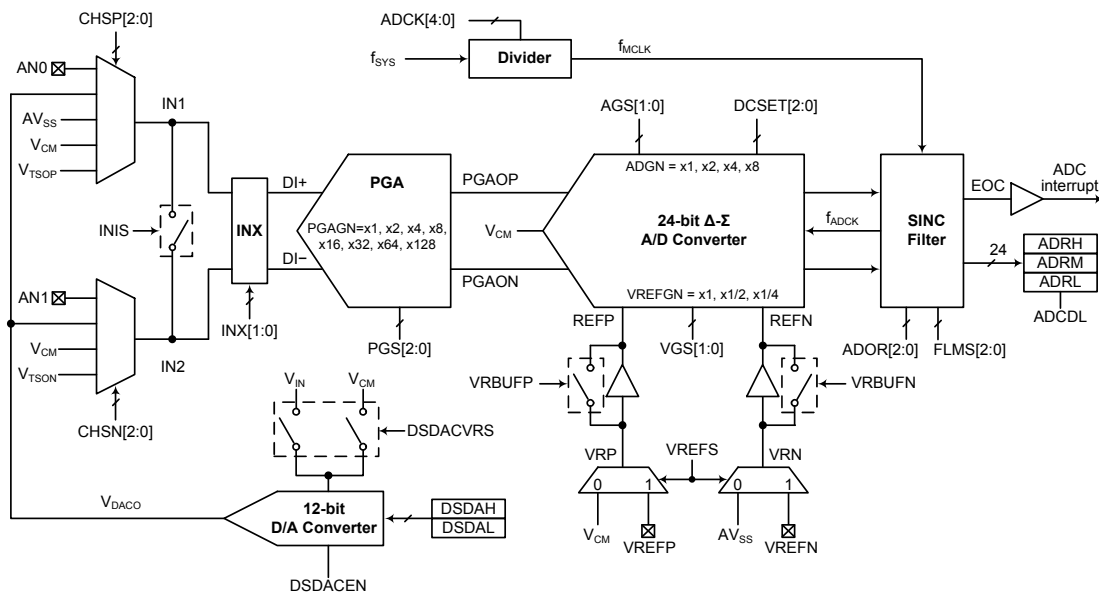 CHSP[2:0]
ADCK[4:0]
fSYS
Divider
fMCLK
AN0
IN1
AVSS
VCM
VTSOP
AGS[1:0]
DCSET[2:0]
ADGN = x1, x2, x4, x8
PGA
PGAOP
DI+
EOC
ADC
interrupt
INIS
INX
PGAGN=x1, x2, x4, x8,
x16, x32, x64, x128
VCM
24-bit Δ-Σ
A/D Converter
fADCK
SINC
Filter
24
ADRH
ADRM
ADRL
ADCDL
DI−
PGAON
VREFGN = x1, x1/2, x1/4
AN1
VCM
VTSON
IN2
INX[1:0]
PGS[2:0]
REFP
VGS[1:0]
REFN
ADOR[2:0]
FLMS[2:0]
CHSN[2:0]
VIN
VCM
DSDACVRS
VRBUFP
VRBUFN
VRP
VREFS
VRN
0
1
0
1
VCM
VREFP
AVSS
VREFN
VDACO
12-bit
D/A Converter
DSDAH
DSDAL
DSDACEN